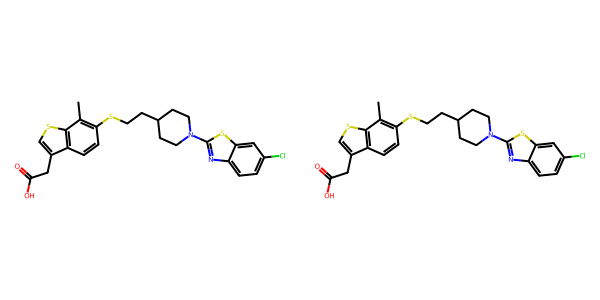 S S S S
N Cl N Cl
S S
N N
O O
OH OH